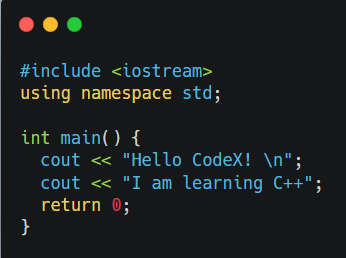 #include <iostream>
using namespace std;

int main() {
  cout << "Hello CodeX! \n";
  cout << "I am learning C++";
  return 0;
}